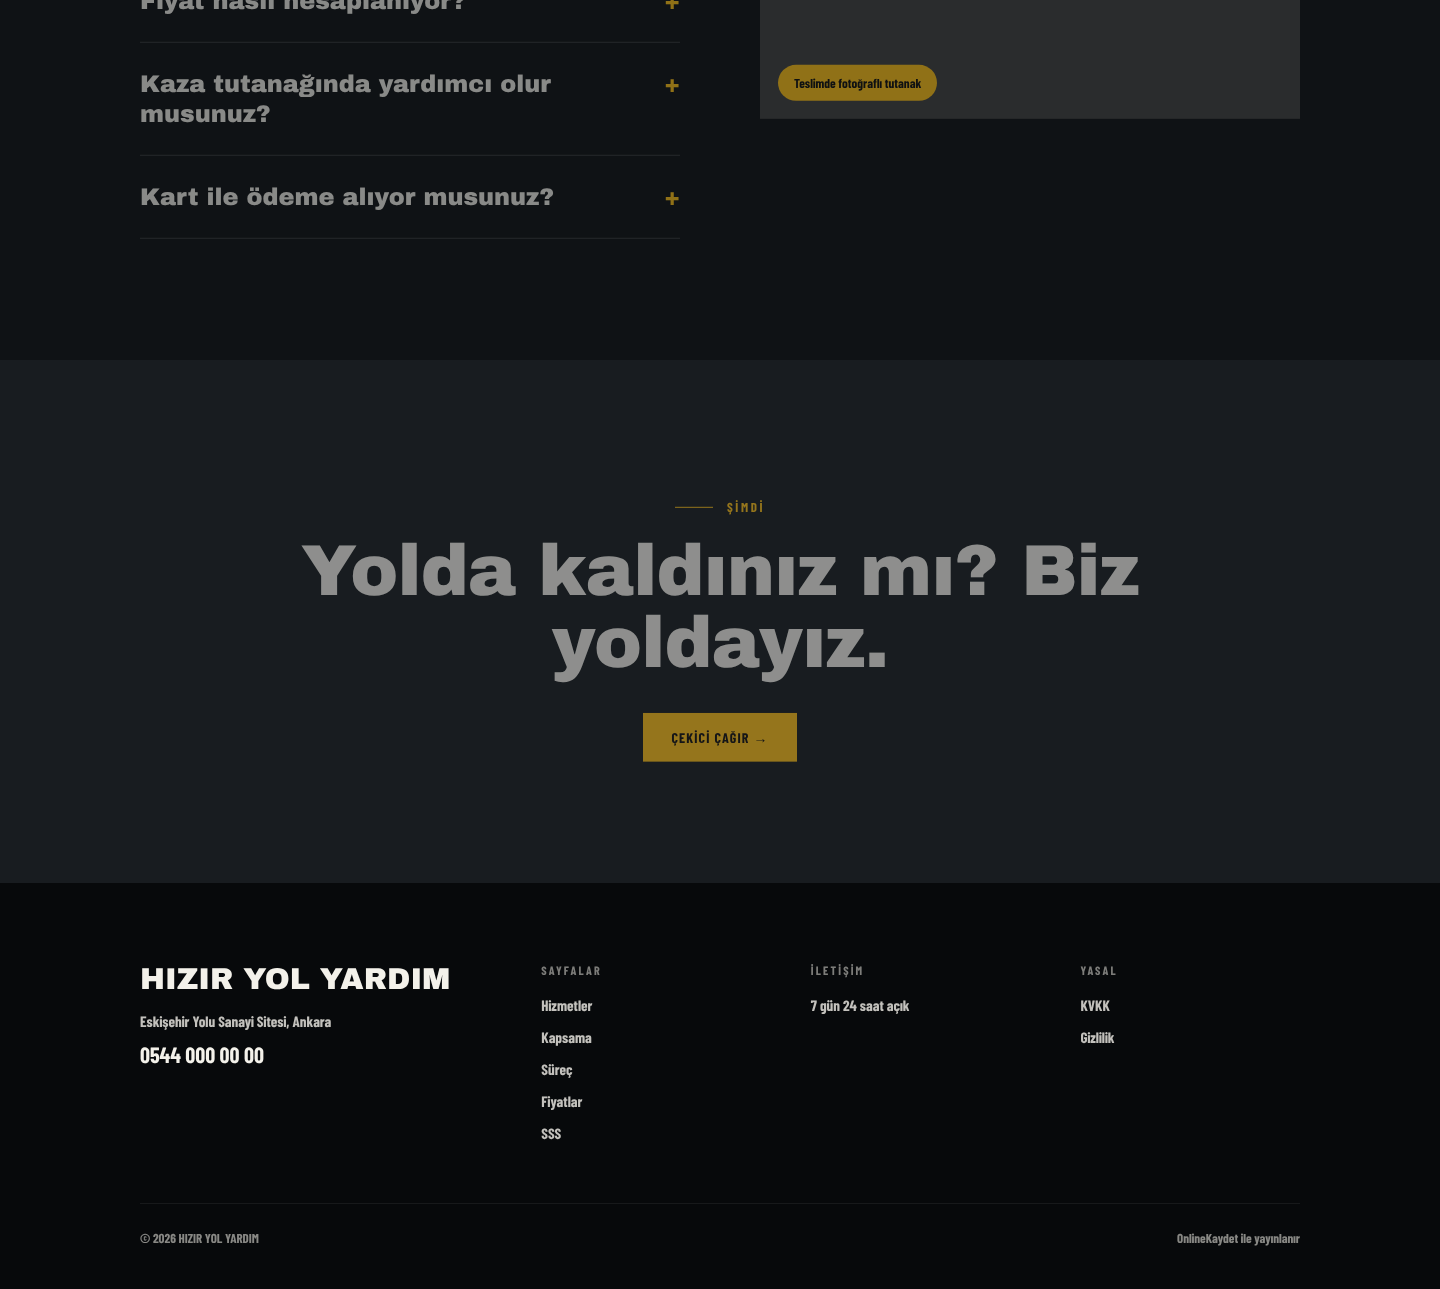 Fiyat nasıl hesaplanıyor?
+
Kaza tutanağında yardımcı olur
musunuz?
+
Kart ile ödeme alıyor musunuz?
+
Teslimde fotoğraflı tutanak
ŞİMDİ
Yolda kaldınız mı? Biz
yoldayız.
ÇEKİCİ ÇAĞIR →
HIZIR YOL YARDIM
Eskişehir Yolu Sanayi Sitesi, Ankara
0544 000 00 00
SAYFALAR
Hizmetler
Kapsama
Süreç
Fiyatlar
SSS
İLETİŞİM
7 gün 24 saat açık
YASAL
KVKK
Gizlilik
© 2026 HIZIR YOL YARDIM
OnlineKaydet ile yayınlanır